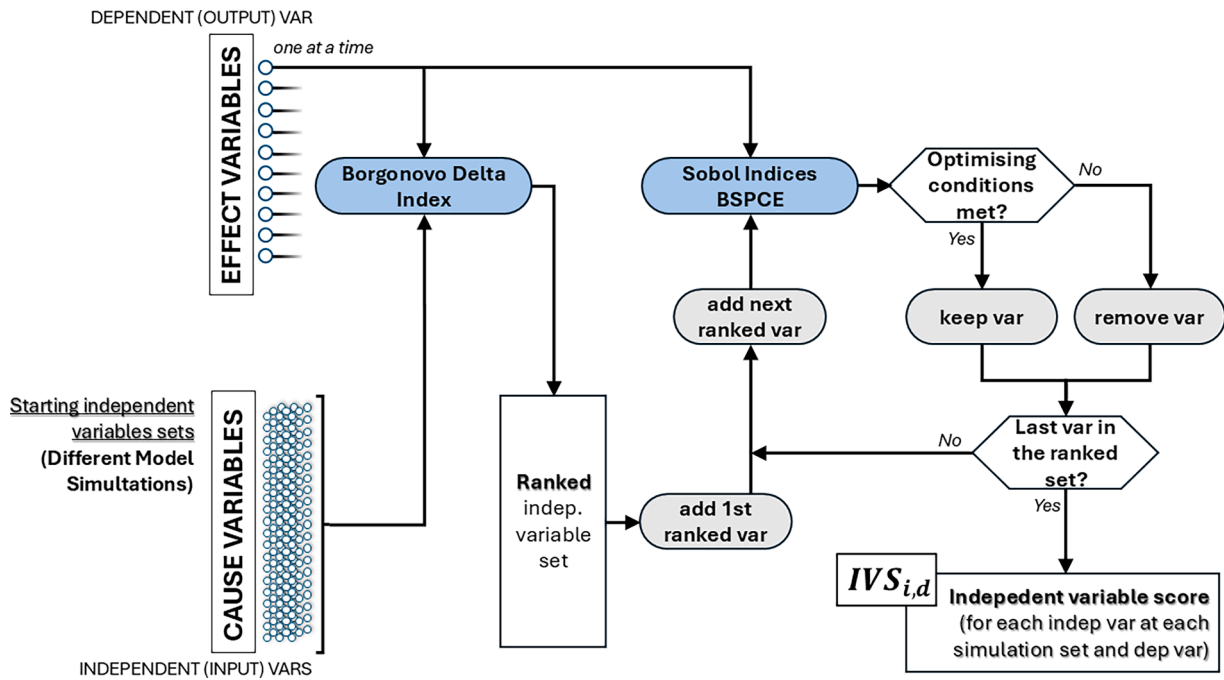 DEPENDENT (OUTPUT) VAR
EFFECT VARIABLES
one at a time
Borgonovo Delta
Index
Sobol Indices
BSPCE
Optimising
conditions
met?
No
Yes
add next
ranked var
keep var
remove var
Starting independent
variables sets
(Different Model
Simultations)
CAUSE VARIABLES
INDEPENDENT (INPUT) VARS
Ranked
indep.
variable
set
add 1st
ranked var
Last var in
the ranked
set?
No
Yes
IVS i,d
Indepedent variable score
(for each indep var at each
simulation set and dep var)